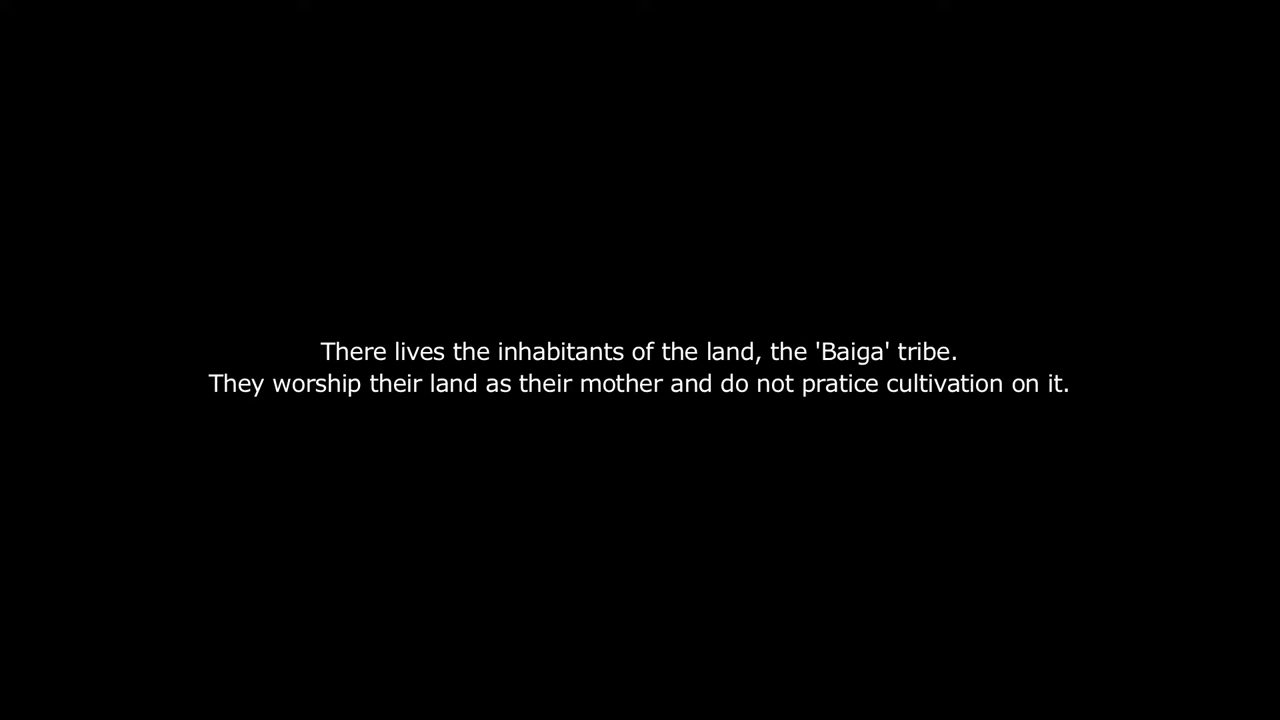 There lives the inhabitants of the land, the 'Baiga' tribe.
They worship their land as their mother and do not pratice cultivation on it.